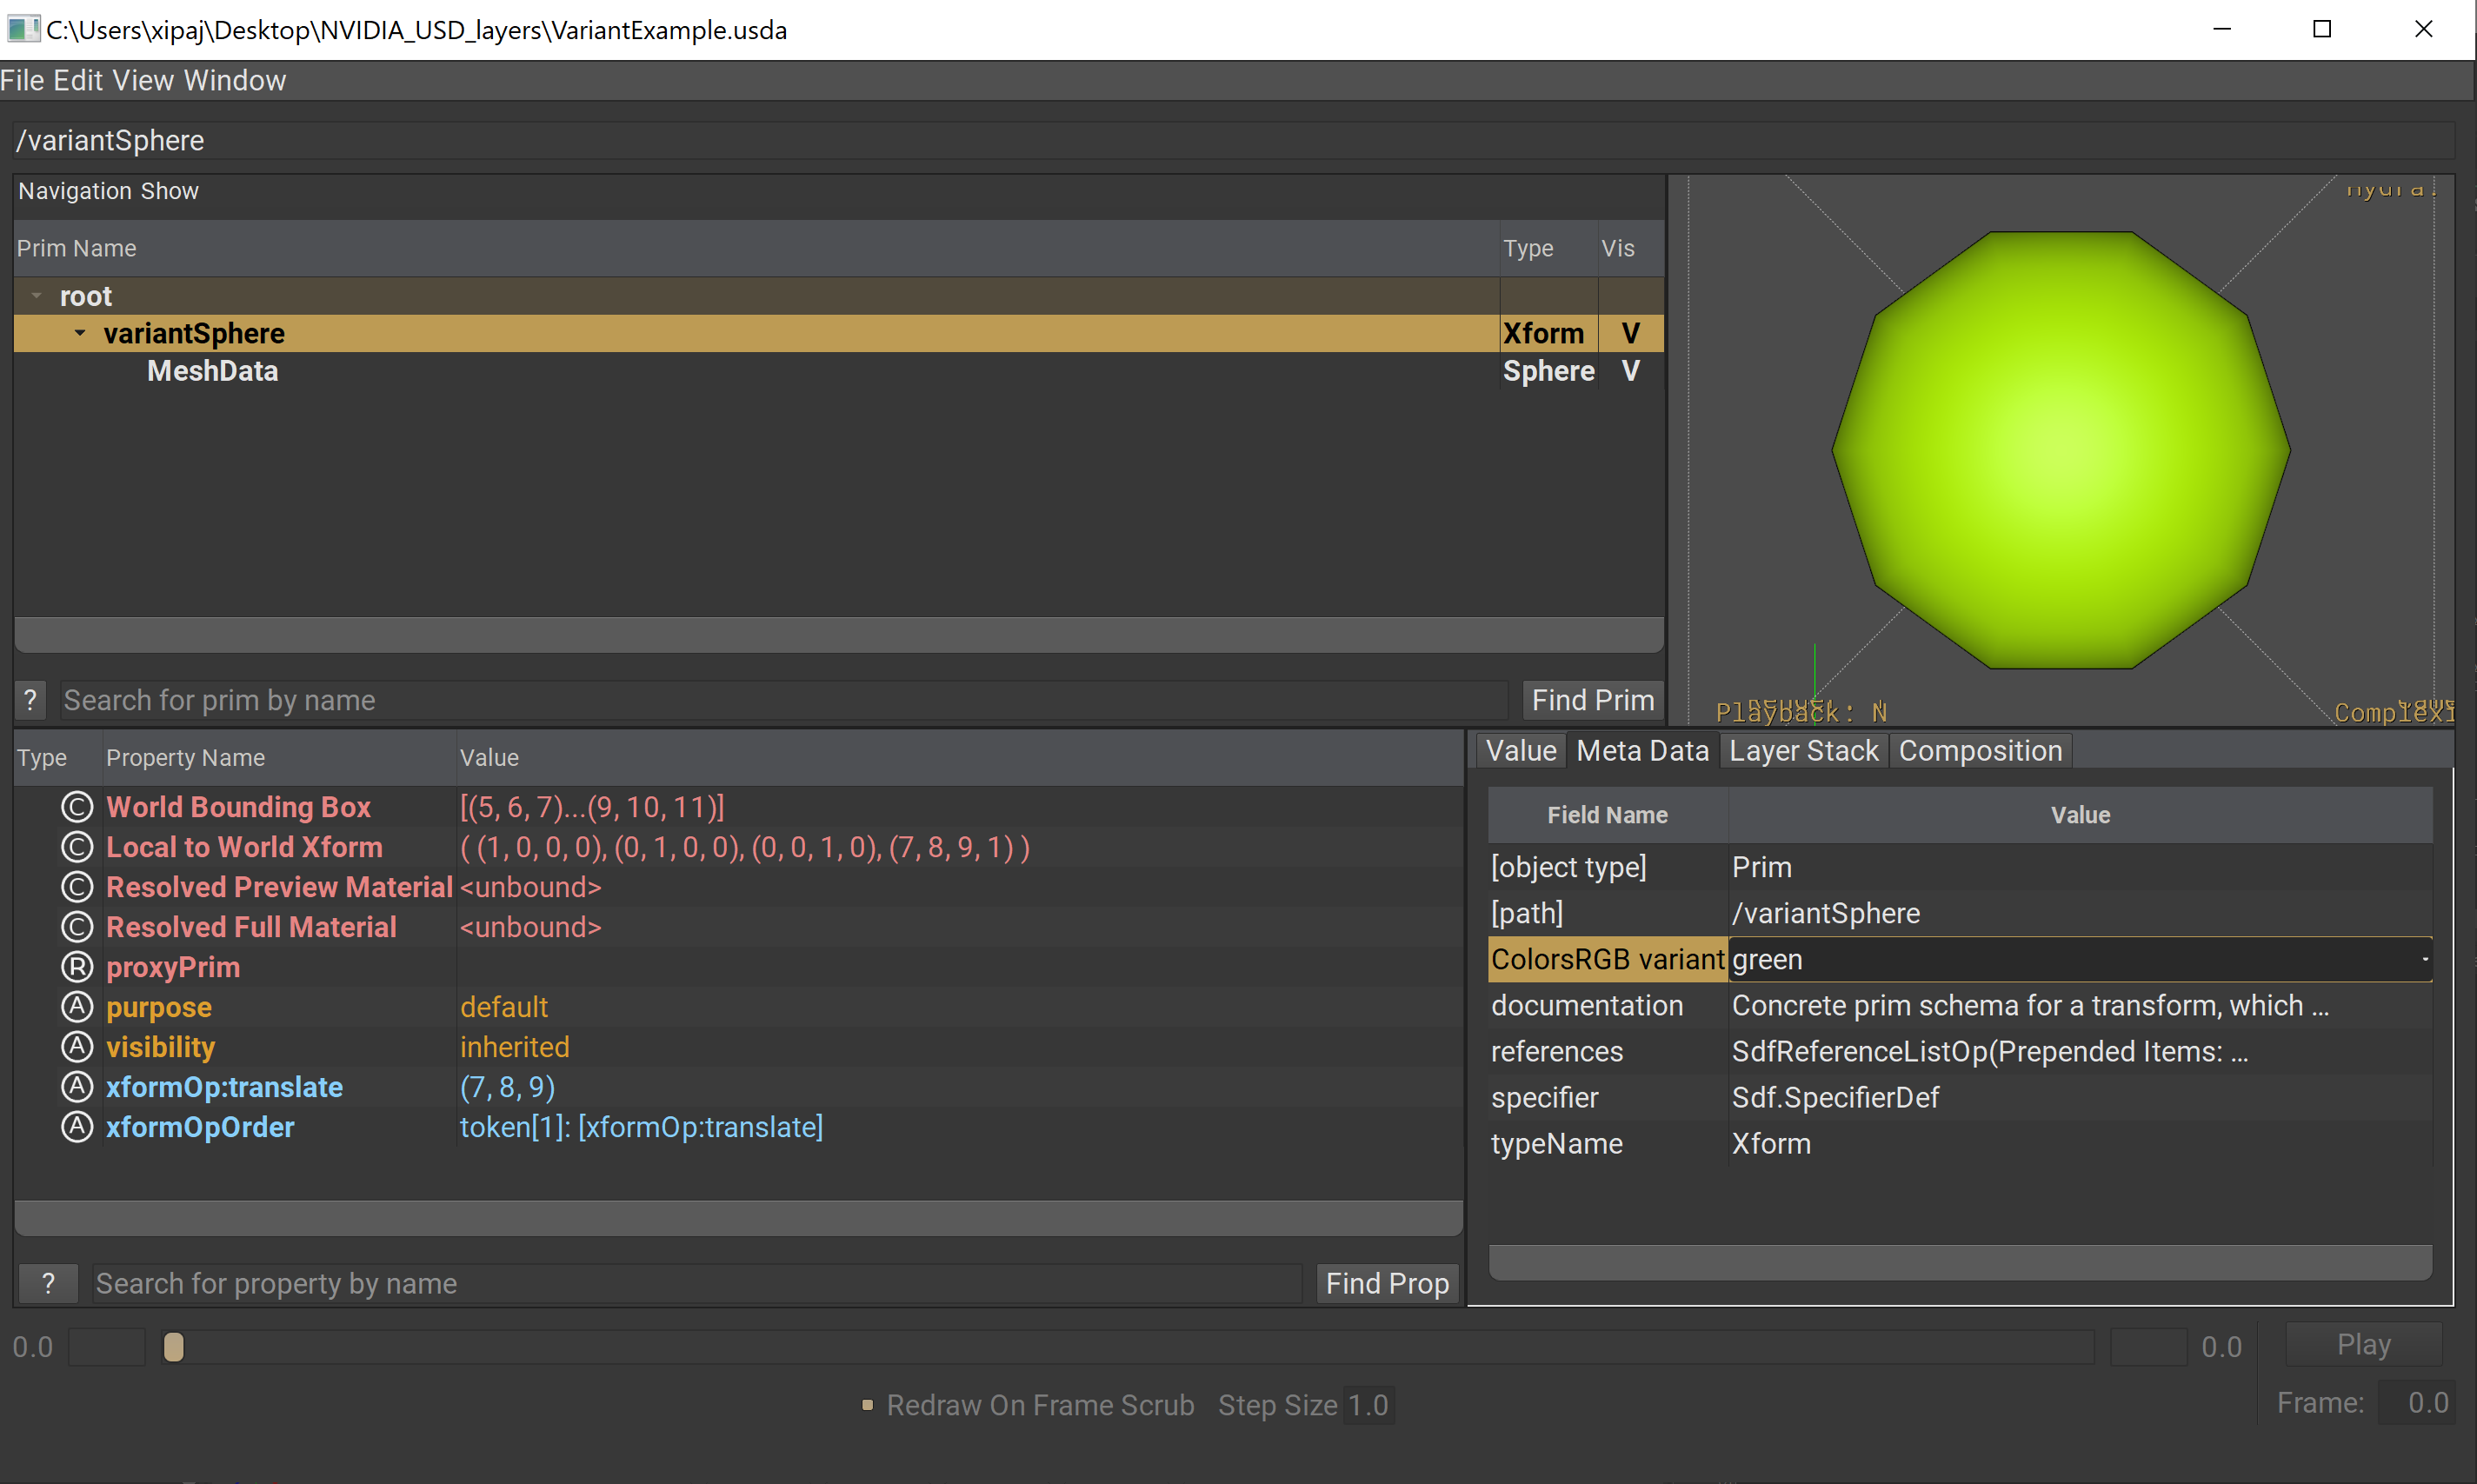 C:\Users\xipaj\Desktop\NVIDIA_USD_layers\VariantExample.usda
File Edit View Window
/variantSphere
Navigation Show
Prim Name Type Vis
root
variantSphere Xform V
MeshData Sphere V
? Search for prim by name Find Prim
Playback: N
Type Property Name Value
C World Bounding Box [(5, 6, 7)...(9, 10, 11)]
C Local to World Xform ( (1, 0, 0, 0), (0, 1, 0, 0), (0, 0, 1, 0), (7, 8, 9, 1) )
C Resolved Preview Material <unbound>
C Resolved Full Material <unbound>
R proxyPrim
A purpose default
A visibility inherited
A xformOp:translate (7, 8, 9)
A xformOpOrder token[1]: [xformOp:translate]
? Search for property by name Find Prop
Value Meta Data Layer Stack Composition
Field Name Value
[object type] Prim
[path] /variantSphere
ColorsRGB variant green
documentation Concrete prim schema for a transform, which ...
references SdfReferenceListOp(Prepended Items: ...
specifier Sdf.SpecifierDef
typeName Xform
0.0 0.0 Play
Redraw On Frame Scrub Step Size 1.0 Frame: 0.0